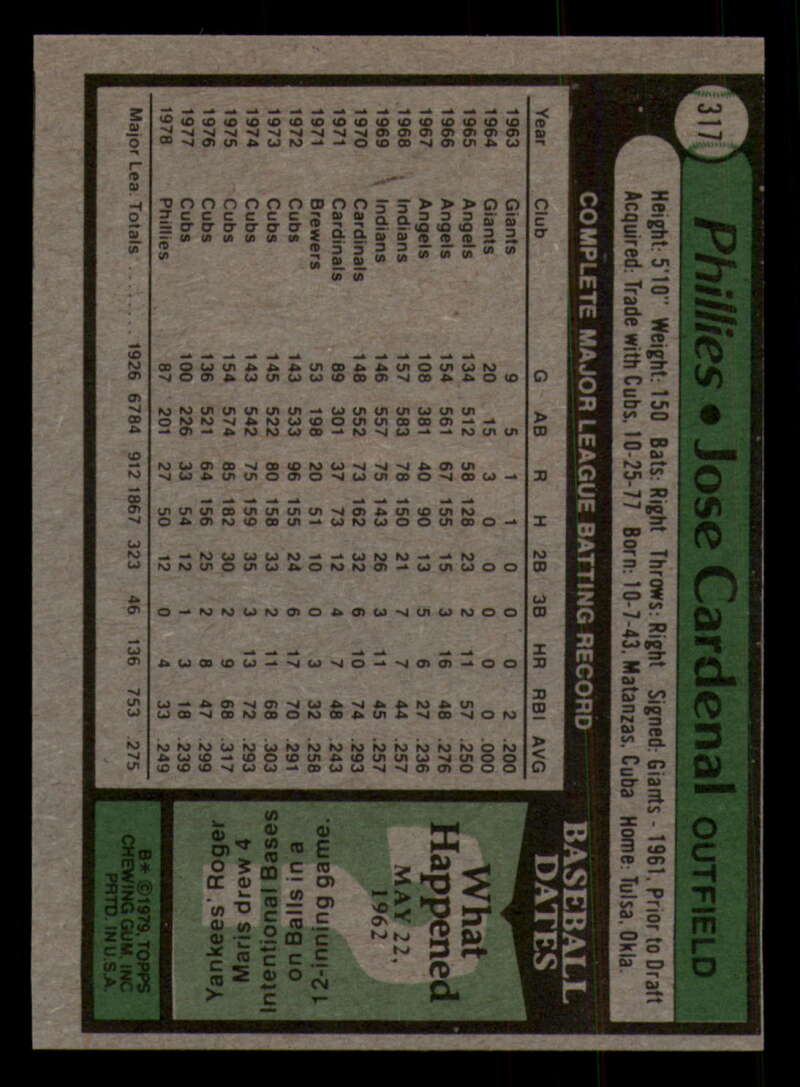 317
Phillies • Jose Cardenal OUTFIELD
Height: 5'10" Weight: 150 Bats: Right Throws: Right Signed: Giants - 1961, Prior to Draft
Acquired: Trade with Cubs, 10-25-77 Born: 10-7-43, Matanzas, Cuba Home: Tulsa, Okla.
COMPLETE MAJOR LEAGUE BATTING RECORD
Year Club G AB R H 2B 3B HR RBI AVG
1963 Giants 9 5 1 1 0 0 0 2 .200
1964 Giants 20 15 3 0 0 0 0 0 .000
1965 Angels 134 512 58 128 23 2 11 57 .250
1966 Angels 154 561 67 155 15 3 16 48 .276
1967 Angels 108 381 40 90 13 5 6 27 .236
1968 Indians 157 583 78 150 21 7 7 44 .257
1969 Indians 146 557 75 143 26 3 11 45 .257
1970 Cardinals 148 552 73 162 32 6 10 74 .293
1971 Cardinals 89 301 37 73 12 4 7 48 .243
1971 Brewers 53 198 20 51 10 0 3 32 .258
1972 Cubs 143 533 96 155 24 6 17 70 .291
1973 Cubs 145 522 80 158 33 2 11 68 .303
1974 Cubs 143 542 75 159 35 3 13 72 .293
1975 Cubs 154 574 85 182 30 2 9 68 .317
1976 Cubs 136 521 64 156 25 2 8 47 .299
1977 Cubs 100 226 33 54 12 1 3 18 .239
1978 Phillies 87 201 27 50 12 0 4 33 .249
Major Lea. Totals ....... 1926 6784 912 1867 323 46 136 753 .275
BASEBALL
DATES
What
Happened
MAY 22,
1962
Yankees' Roger
Maris drew 4
Intentional Bases
on Balls in a
12-inning game.
B* ©1979 TOPPS
CHEWING GUM, INC
PRTD. IN U.S.A.